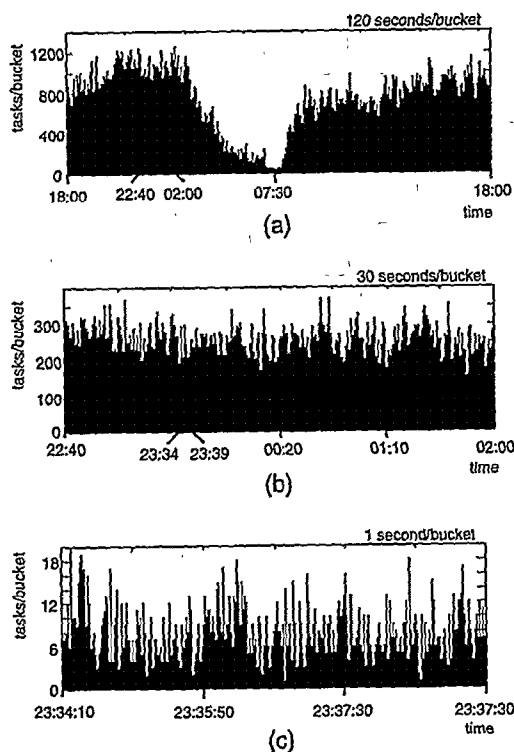 120 seconds/bucket
tasks/bucket
1200
800
400
0
18:00 22:40 02:00 07:30 18:00
time
(a)
30 seconds/bucket
tasks/bucket
300
200
100
0
22:40 23:34 23:39 00:20 01:10 02:00
time
(b)
1 second/bucket
tasks/bucket
18
12
6
0
23:34:10 23:35:50 23:37:30 23:37:30
time
(c)